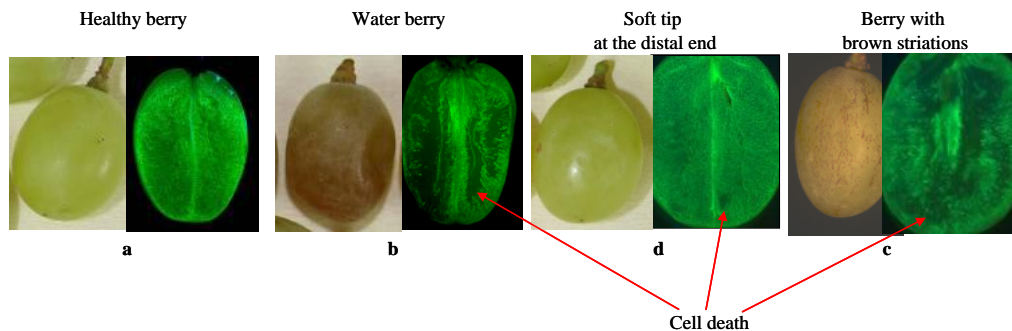 Healthy berry
Water berry
Soft tip
at the distal end
Berry with
brown striations
a
b
d
c
Cell death